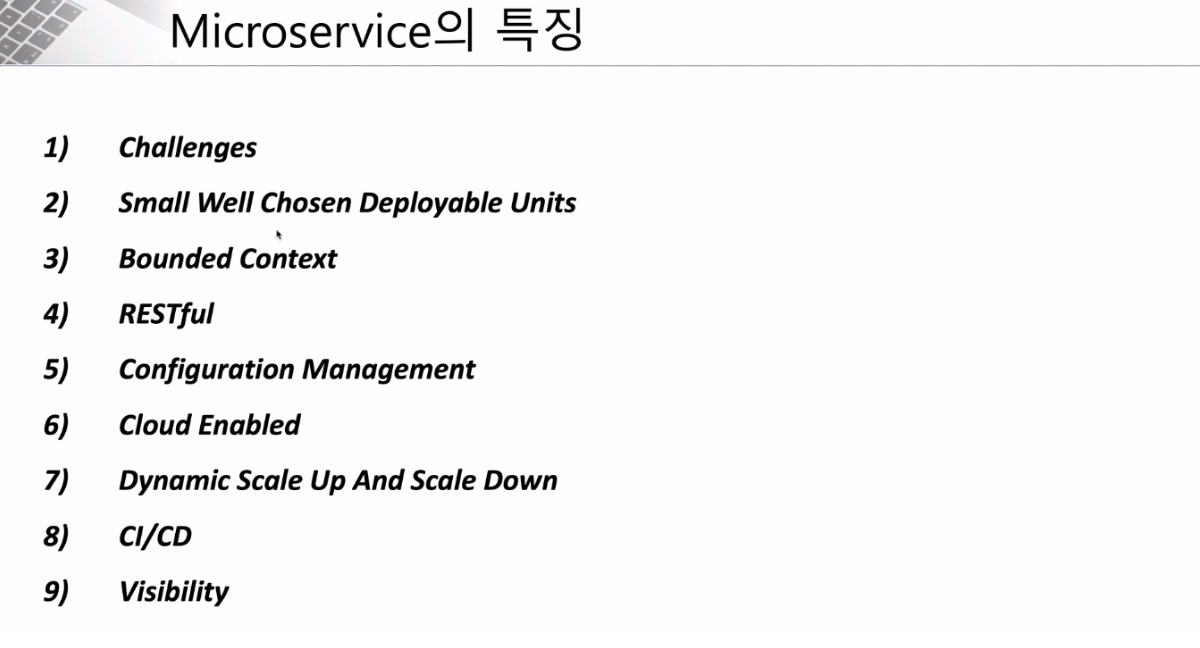 Microservice의 특징
1) Challenges
2) Small Well Chosen Deployable Units
3) Bounded Context
4) RESTful
5) Configuration Management
6) Cloud Enabled
7) Dynamic Scale Up And Scale Down
8) CI/CD
9) Visibility